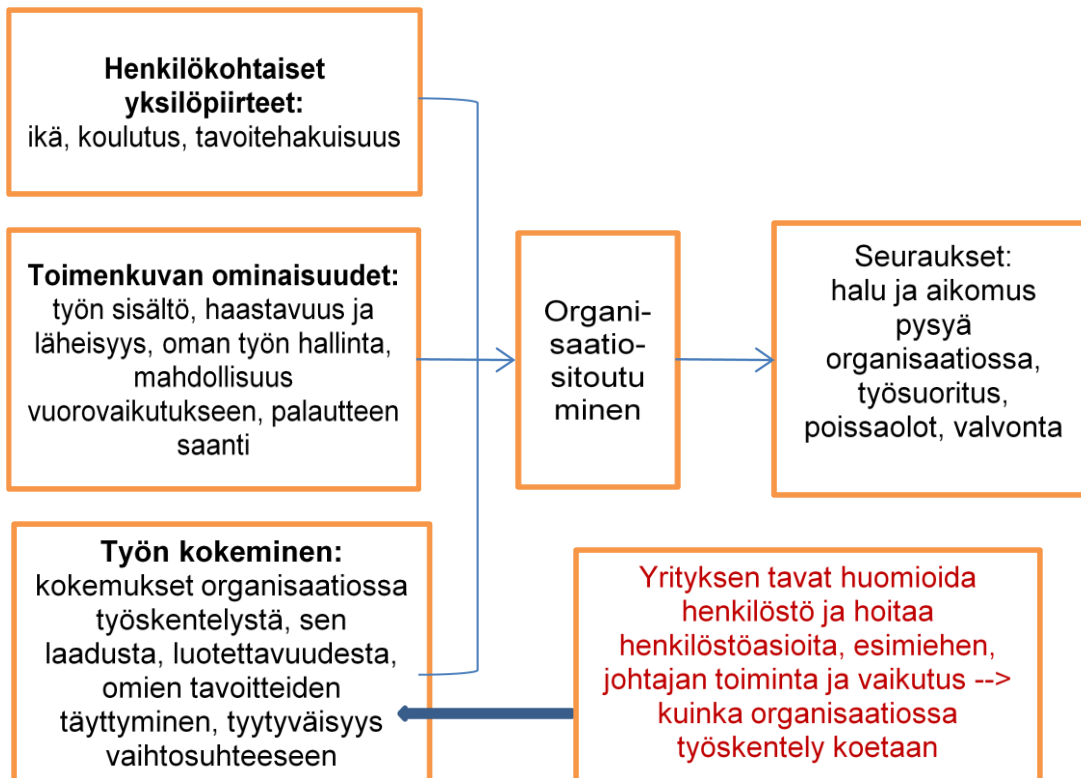 Henkilökohtaiset
yksilöpiirteet:
ikä, koulutus, tavoitehakuisuus
Toimenkuvan ominaisuudet:
työn sisältö, haastavuus ja
läheisyys, oman työn hallinta,
mahdollisuus
vuorovaikutukseen, palautteen
saanti
Työn kokeminen:
kokemukset organisaatiossa
työskentelystä, sen
laadusta, luotettavuudesta,
omien tavoitteiden
täyttyminen, tyytyväisyys
vaihtosuhteeseen
Organi-
saatio-
sitoutu
minen
Seuraukset:
halu ja aikomus
pysyä
organisaatiossa,
työsuoritus,
poissaolot, valvonta
Yrityksen tavat huomioida
henkilöstö ja hoitaa
henkilöstöasioita, esimiehen,
johtajan toiminta ja vaikutus -->
kuinka organisaatiossa
työskentely koetaan